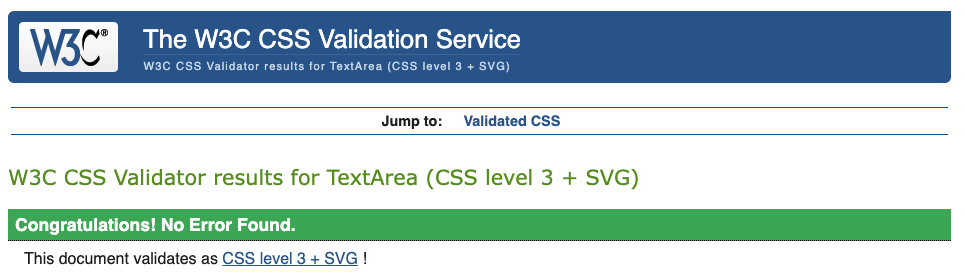 W3C®
The W3C CSS Validation Service
W3C CSS Validator results for TextArea (CSS level 3 + SVG)
Jump to: Validated CSS
W3C CSS Validator results for TextArea (CSS level 3 + SVG)
Congratulations! No Error Found.
This document validates as CSS level 3 + SVG !